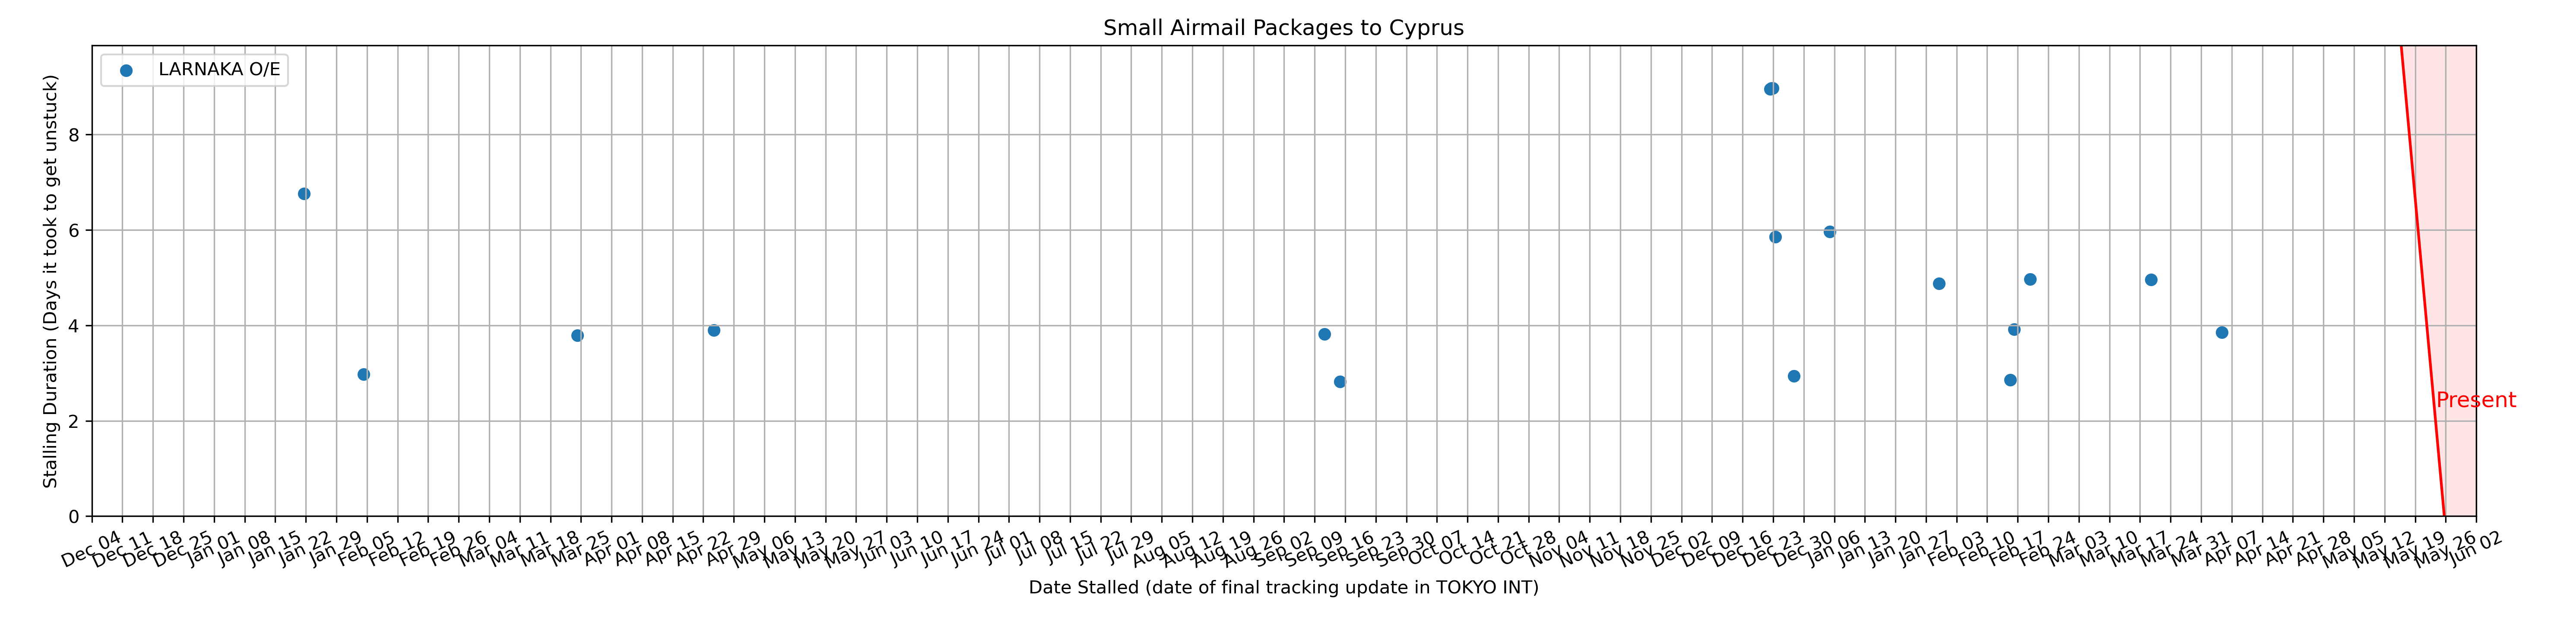 Small Airmail Packages to Cyprus
LARNAKA O/E
Stalling Duration (Days it took to get unstuck)
8
6
4
2
0
Present
Dec 04 Dec 11 Dec 18 Dec 25 Jan 01 Jan 08 Jan 15 Jan 22 Jan 29 Feb 05 Feb 12 Feb 19 Feb 26 Mar 04 Mar 11 Mar 18 Mar 25 Apr 01 Apr 08 Apr 15 Apr 22 Apr 29 May 06 May 13 May 20 May 27 Jun 03 Jun 10 Jun 17 Jun 24 Jul 01 Jul 08 Jul 15 Jul 22 Jul 29 Aug 05 Aug 12 Aug 19 Aug 26 Sep 02 Sep 09 Sep 16 Sep 23 Sep 30 Oct 07 Oct 14 Oct 21 Oct 28 Nov 04 Nov 11 Nov 18 Nov 25 Dec 02 Dec 09 Dec 16 Dec 23 Dec 30 Jan 06 Jan 13 Jan 20 Jan 27 Feb 03 Feb 10 Feb 17 Feb 24 Mar 03 Mar 10 Mar 17 Mar 24 Mar 31 Apr 07 Apr 14 Apr 21 Apr 28 May 05 May 12 May 19 May 26 Jun 02
Date Stalled (date of final tracking update in TOKYO INT)